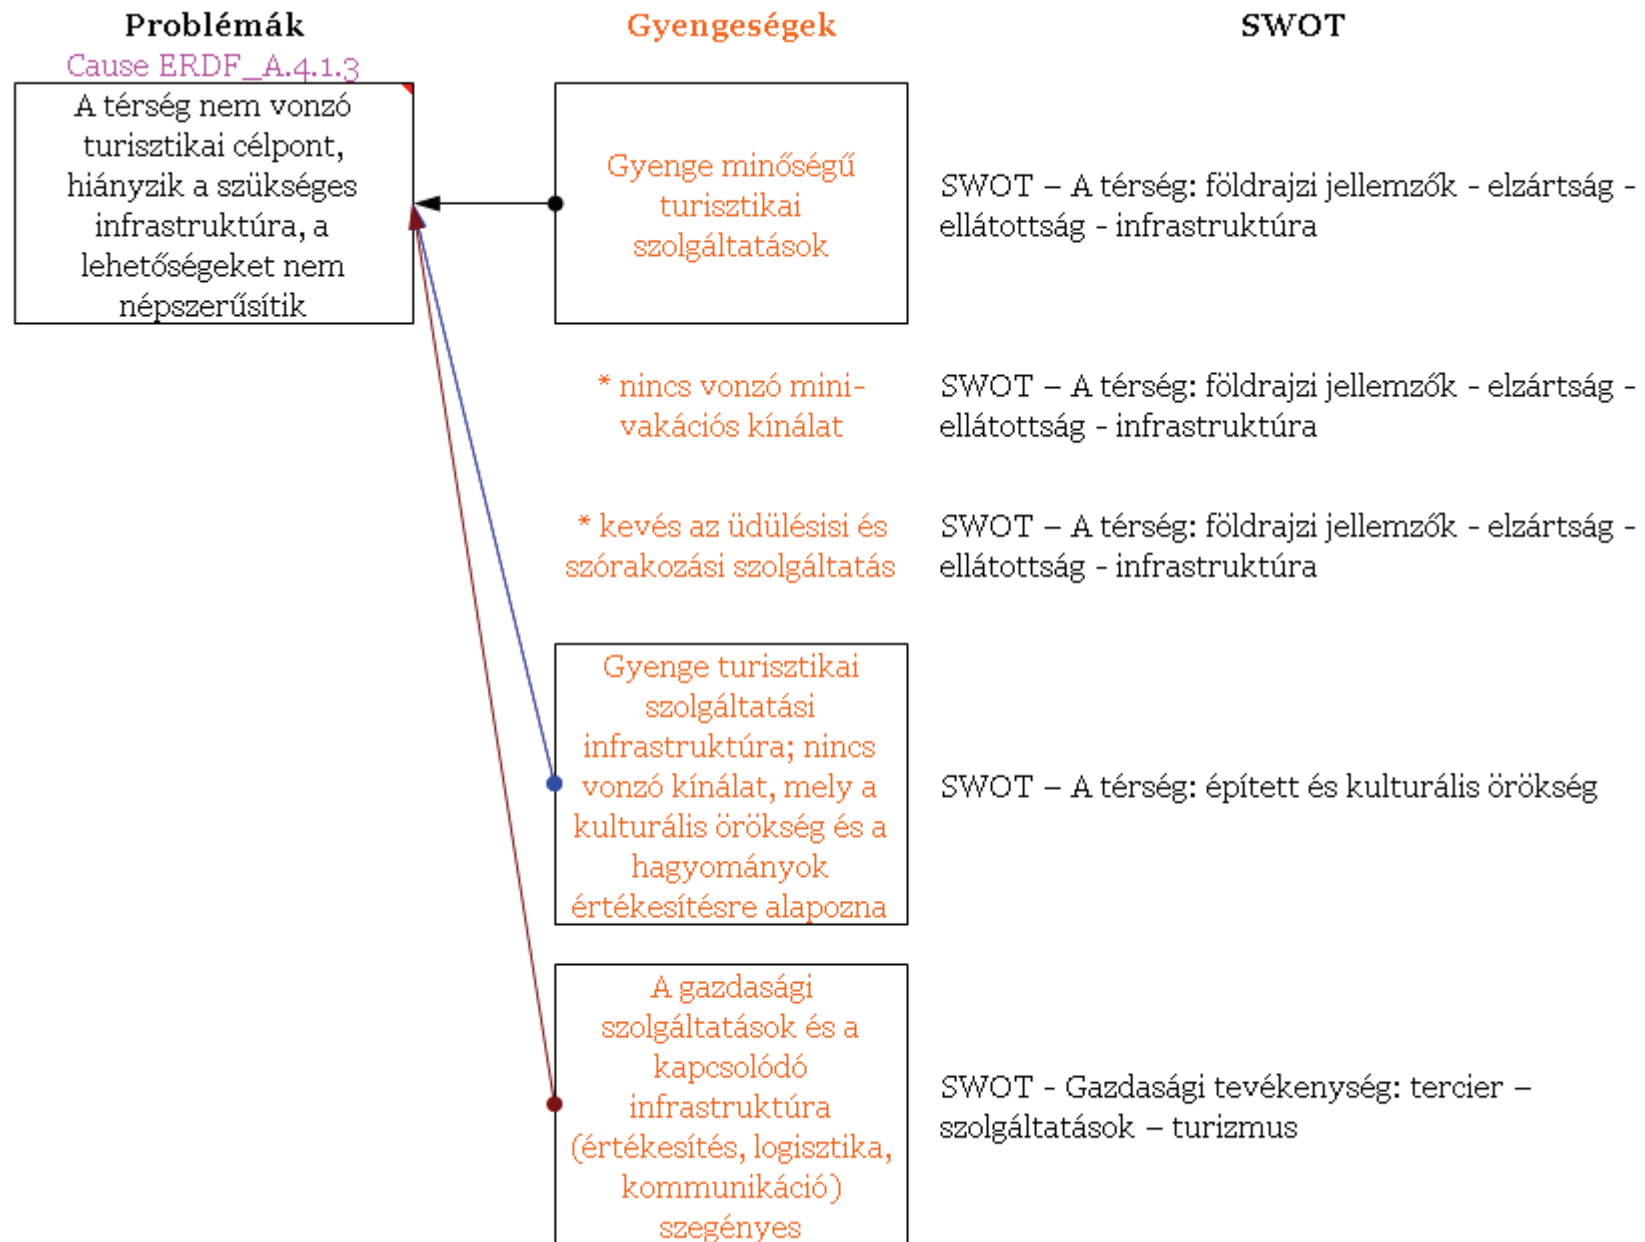 Problémák
Gyengeségek
SWOT
Cause ERDF_A.4.1.3
A térség nem vonzó
turisztikai célpont,
hiányzik a szükséges
infrastruktúra, a
lehetőségeket nem
népszerűsítik
Gyenge minőségű
turisztikai
szolgáltatások
SWOT – A térség: földrajzi jellemzők - elzártság -
ellátottság - infrastruktúra
* nincs vonzó mini-
vakációs kínálat
SWOT – A térség: földrajzi jellemzők - elzártság -
ellátottság - infrastruktúra
* kevés az üdülésisi és
szórakozási szolgáltatás
SWOT – A térség: földrajzi jellemzők - elzártság -
ellátottság - infrastruktúra
Gyenge turisztikai
szolgáltatási
infrastruktúra; nincs
vonzó kínálat, mely a
kulturális örökség és a
hagyományok
értékesítésre alapozna
SWOT – A térség: épített és kulturális örökség
A gazdasági
szolgáltatások és a
kapcsolódó
infrastruktúra
(értékesítés, logisztika,
kommunikáció)
szegényes
SWOT - Gazdasági tevékenység: tercier –
szolgáltatások – turizmus